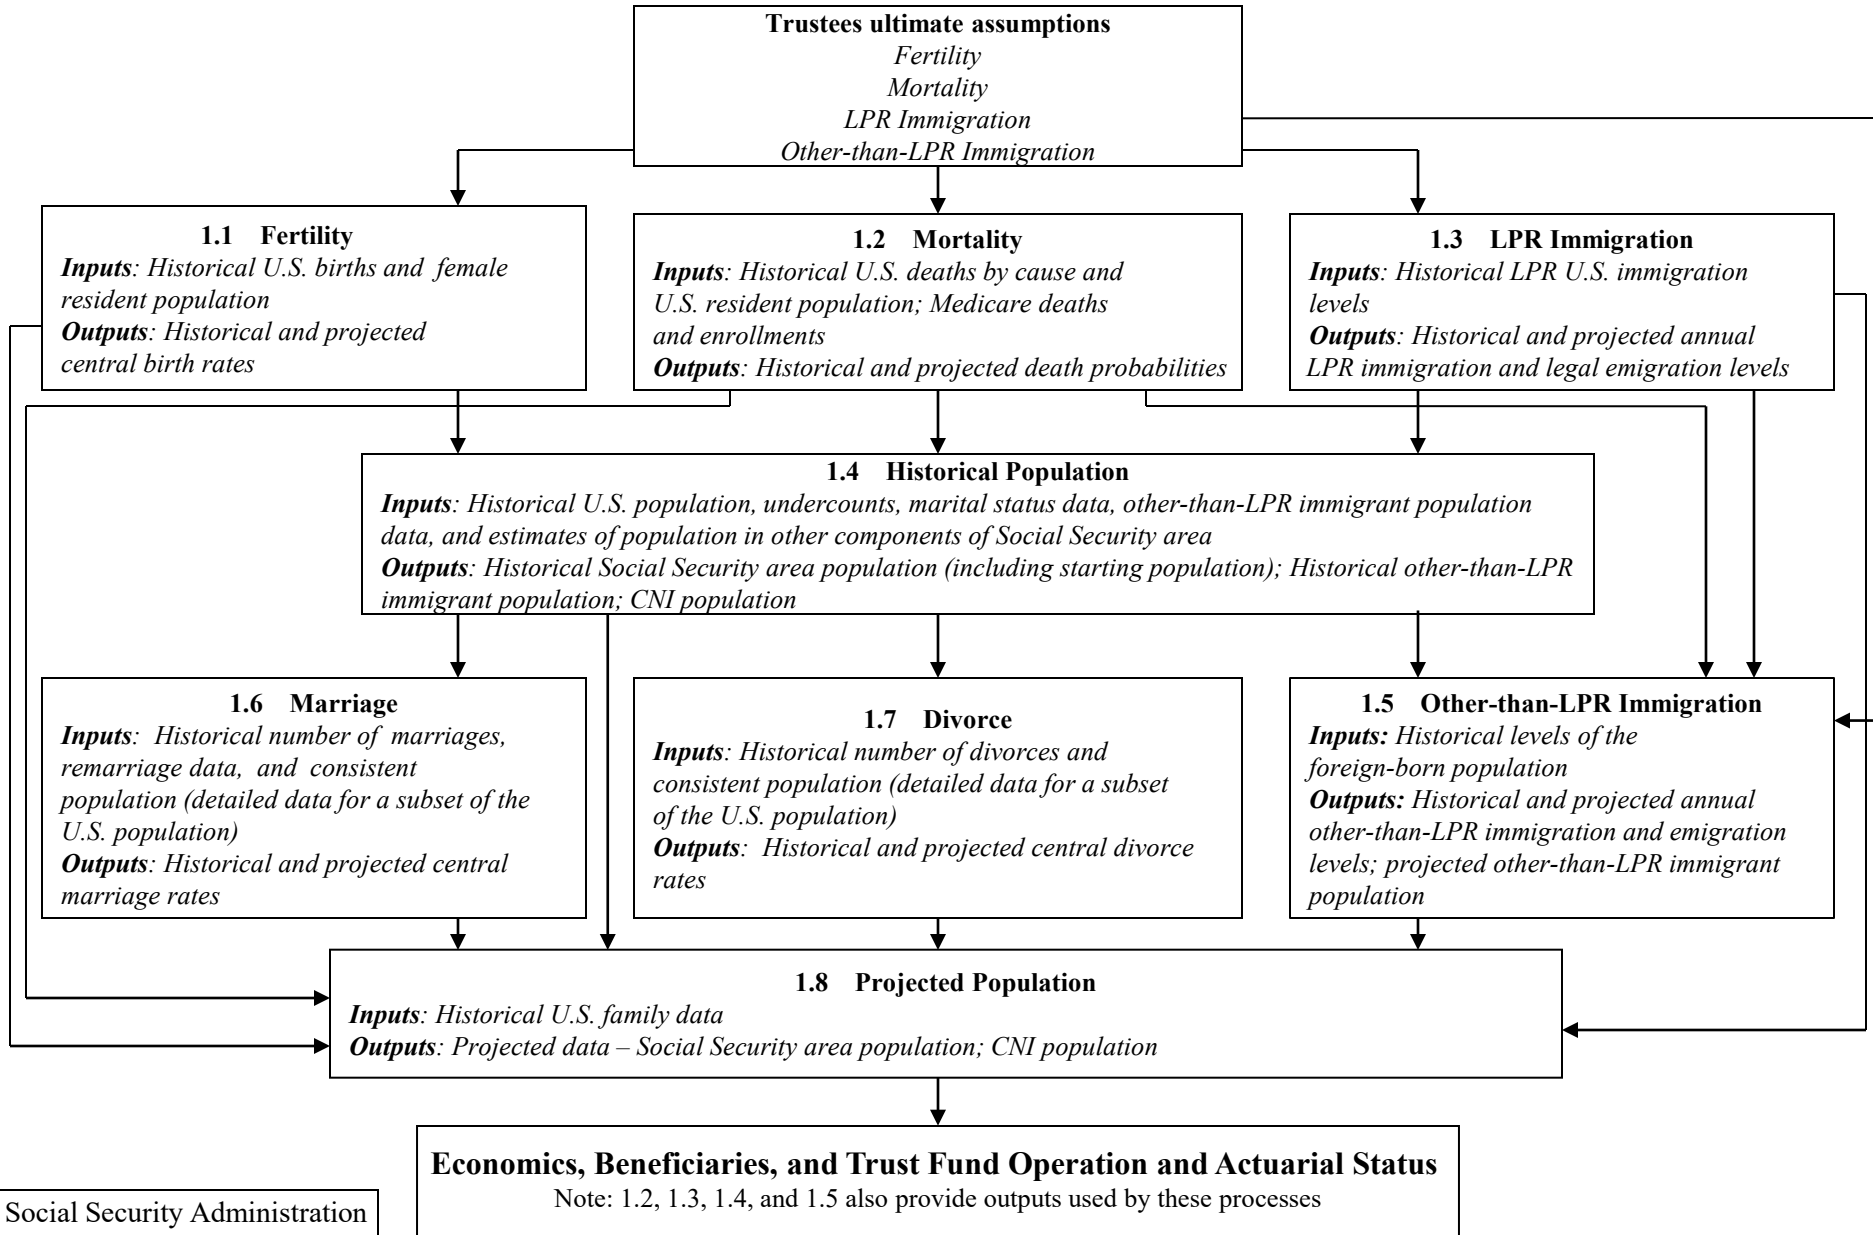 Trustees ultimate assumptions
Fertility
Mortality
LPR Immigration
Other-than-LPR Immigration
1.1 Fertility
Inputs: Historical U.S. births and female
resident population
Outputs: Historical and projected
central birth rates
1.2 Mortality
Inputs: Historical U.S. deaths by cause and
U.S. resident population; Medicare deaths
and enrollments
Outputs: Historical and projected death probabilities
1.3 LPR Immigration
Inputs: Historical LPR U.S. immigration
levels
Outputs: Historical and projected annual
LPR immigration and legal emigration levels
1.4 Historical Population
Inputs: Historical U.S. population, undercounts, marital status data, other-than-LPR immigrant population
data, and estimates of population in other components of Social Security area
Outputs: Historical Social Security area population (including starting population); Historical other-than-LPR
immigrant population; CNI population
1.6 Marriage
Inputs: Historical number of marriages,
remarriage data, and consistent
population (detailed data for a subset of the
U.S. population)
Outputs: Historical and projected central
marriage rates
1.7 Divorce
Inputs: Historical number of divorces and
consistent population (detailed data for a subset
of the U.S. population)
Outputs: Historical and projected central divorce
rates
1.5 Other-than-LPR Immigration
Inputs: Historical levels of the
foreign-born population
Outputs: Historical and projected annual
other-than-LPR immigration and emigration
levels; projected other-than-LPR immigrant
population
1.8 Projected Population
Inputs: Historical U.S. family data
Outputs: Projected data – Social Security area population; CNI population
Economics, Beneficiaries, and Trust Fund Operation and Actuarial Status
Note: 1.2, 1.3, 1.4, and 1.5 also provide outputs used by these processes
Social Security Administration